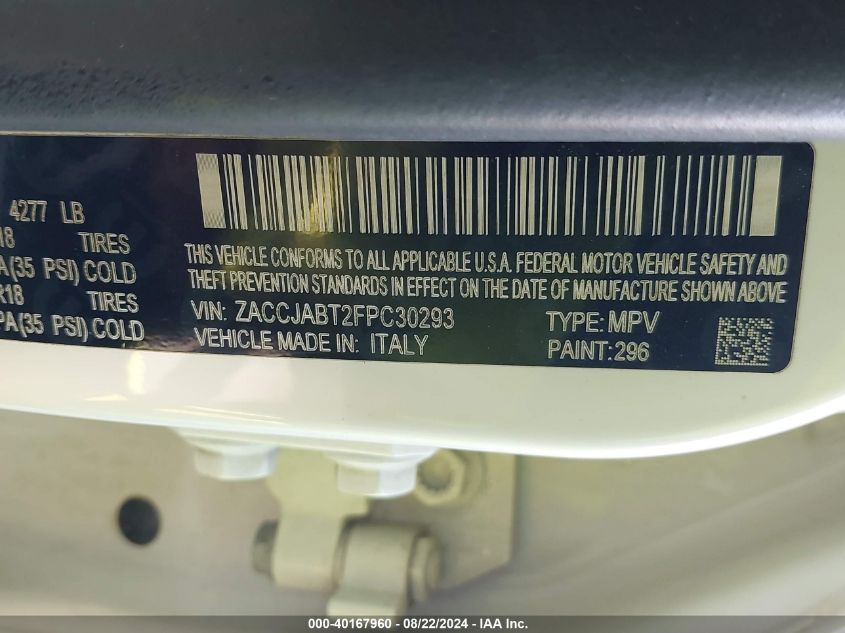 4277 LB
18 TIRES
A(35 PSI) COLD
R18 TIRES
PA(35 PSI) COLD
THIS VEHICLE CONFORMS TO ALL APPLICABLE U.S.A. FEDERAL MOTOR VEHICLE SAFETY AND
THEFT PREVENTION STANDARDS IN EFFECT ON THE DATE OF MANUFACTURE SHOWN ABOVE
VIN: ZACCJABT2FPC30293 TYPE: MPV
VEHICLE MADE IN: ITALY PAINT: 296
000-40167960 - 08/22/2024 - IAA Inc.